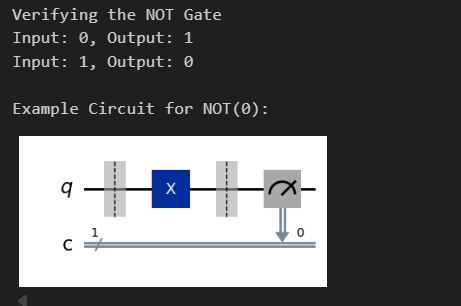 Verifying the NOT Gate
Input: 0, Output: 1
Input: 1, Output: 0
Example Circuit for NOT(0):
q
X
c
1
0